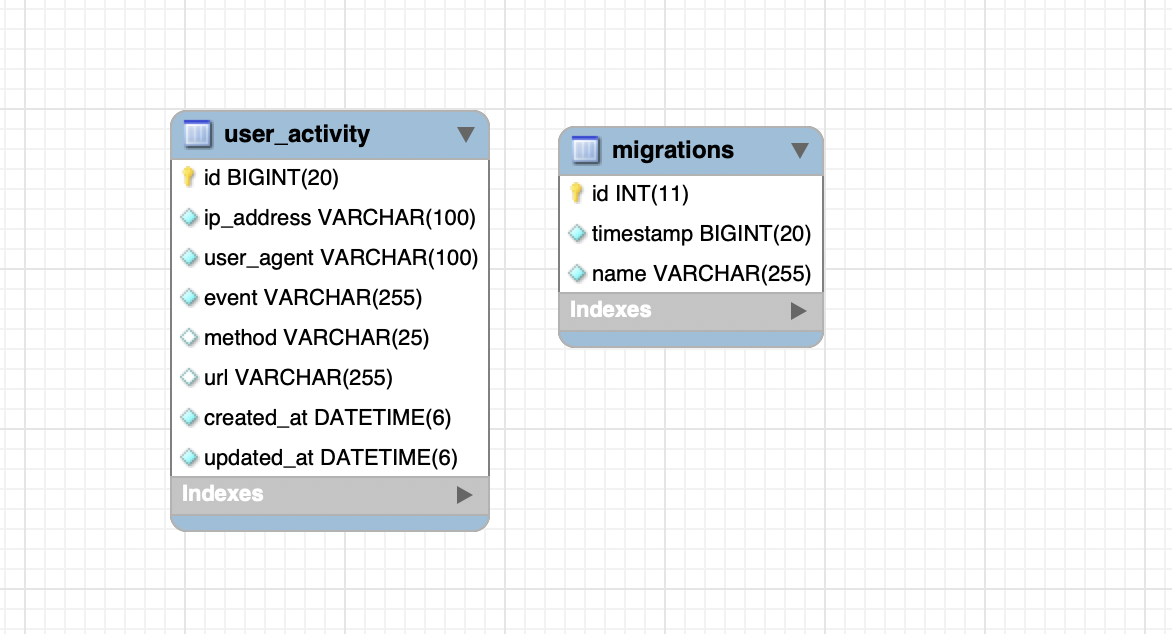 user_activity
id BIGINT(20)
ip_address VARCHAR(100)
user_agent VARCHAR(100)
event VARCHAR(255)
method VARCHAR(25)
url VARCHAR(255)
created_at DATETIME(6)
updated_at DATETIME(6)
Indexes
migrations
id INT(11)
timestamp BIGINT(20)
name VARCHAR(255)
Indexes